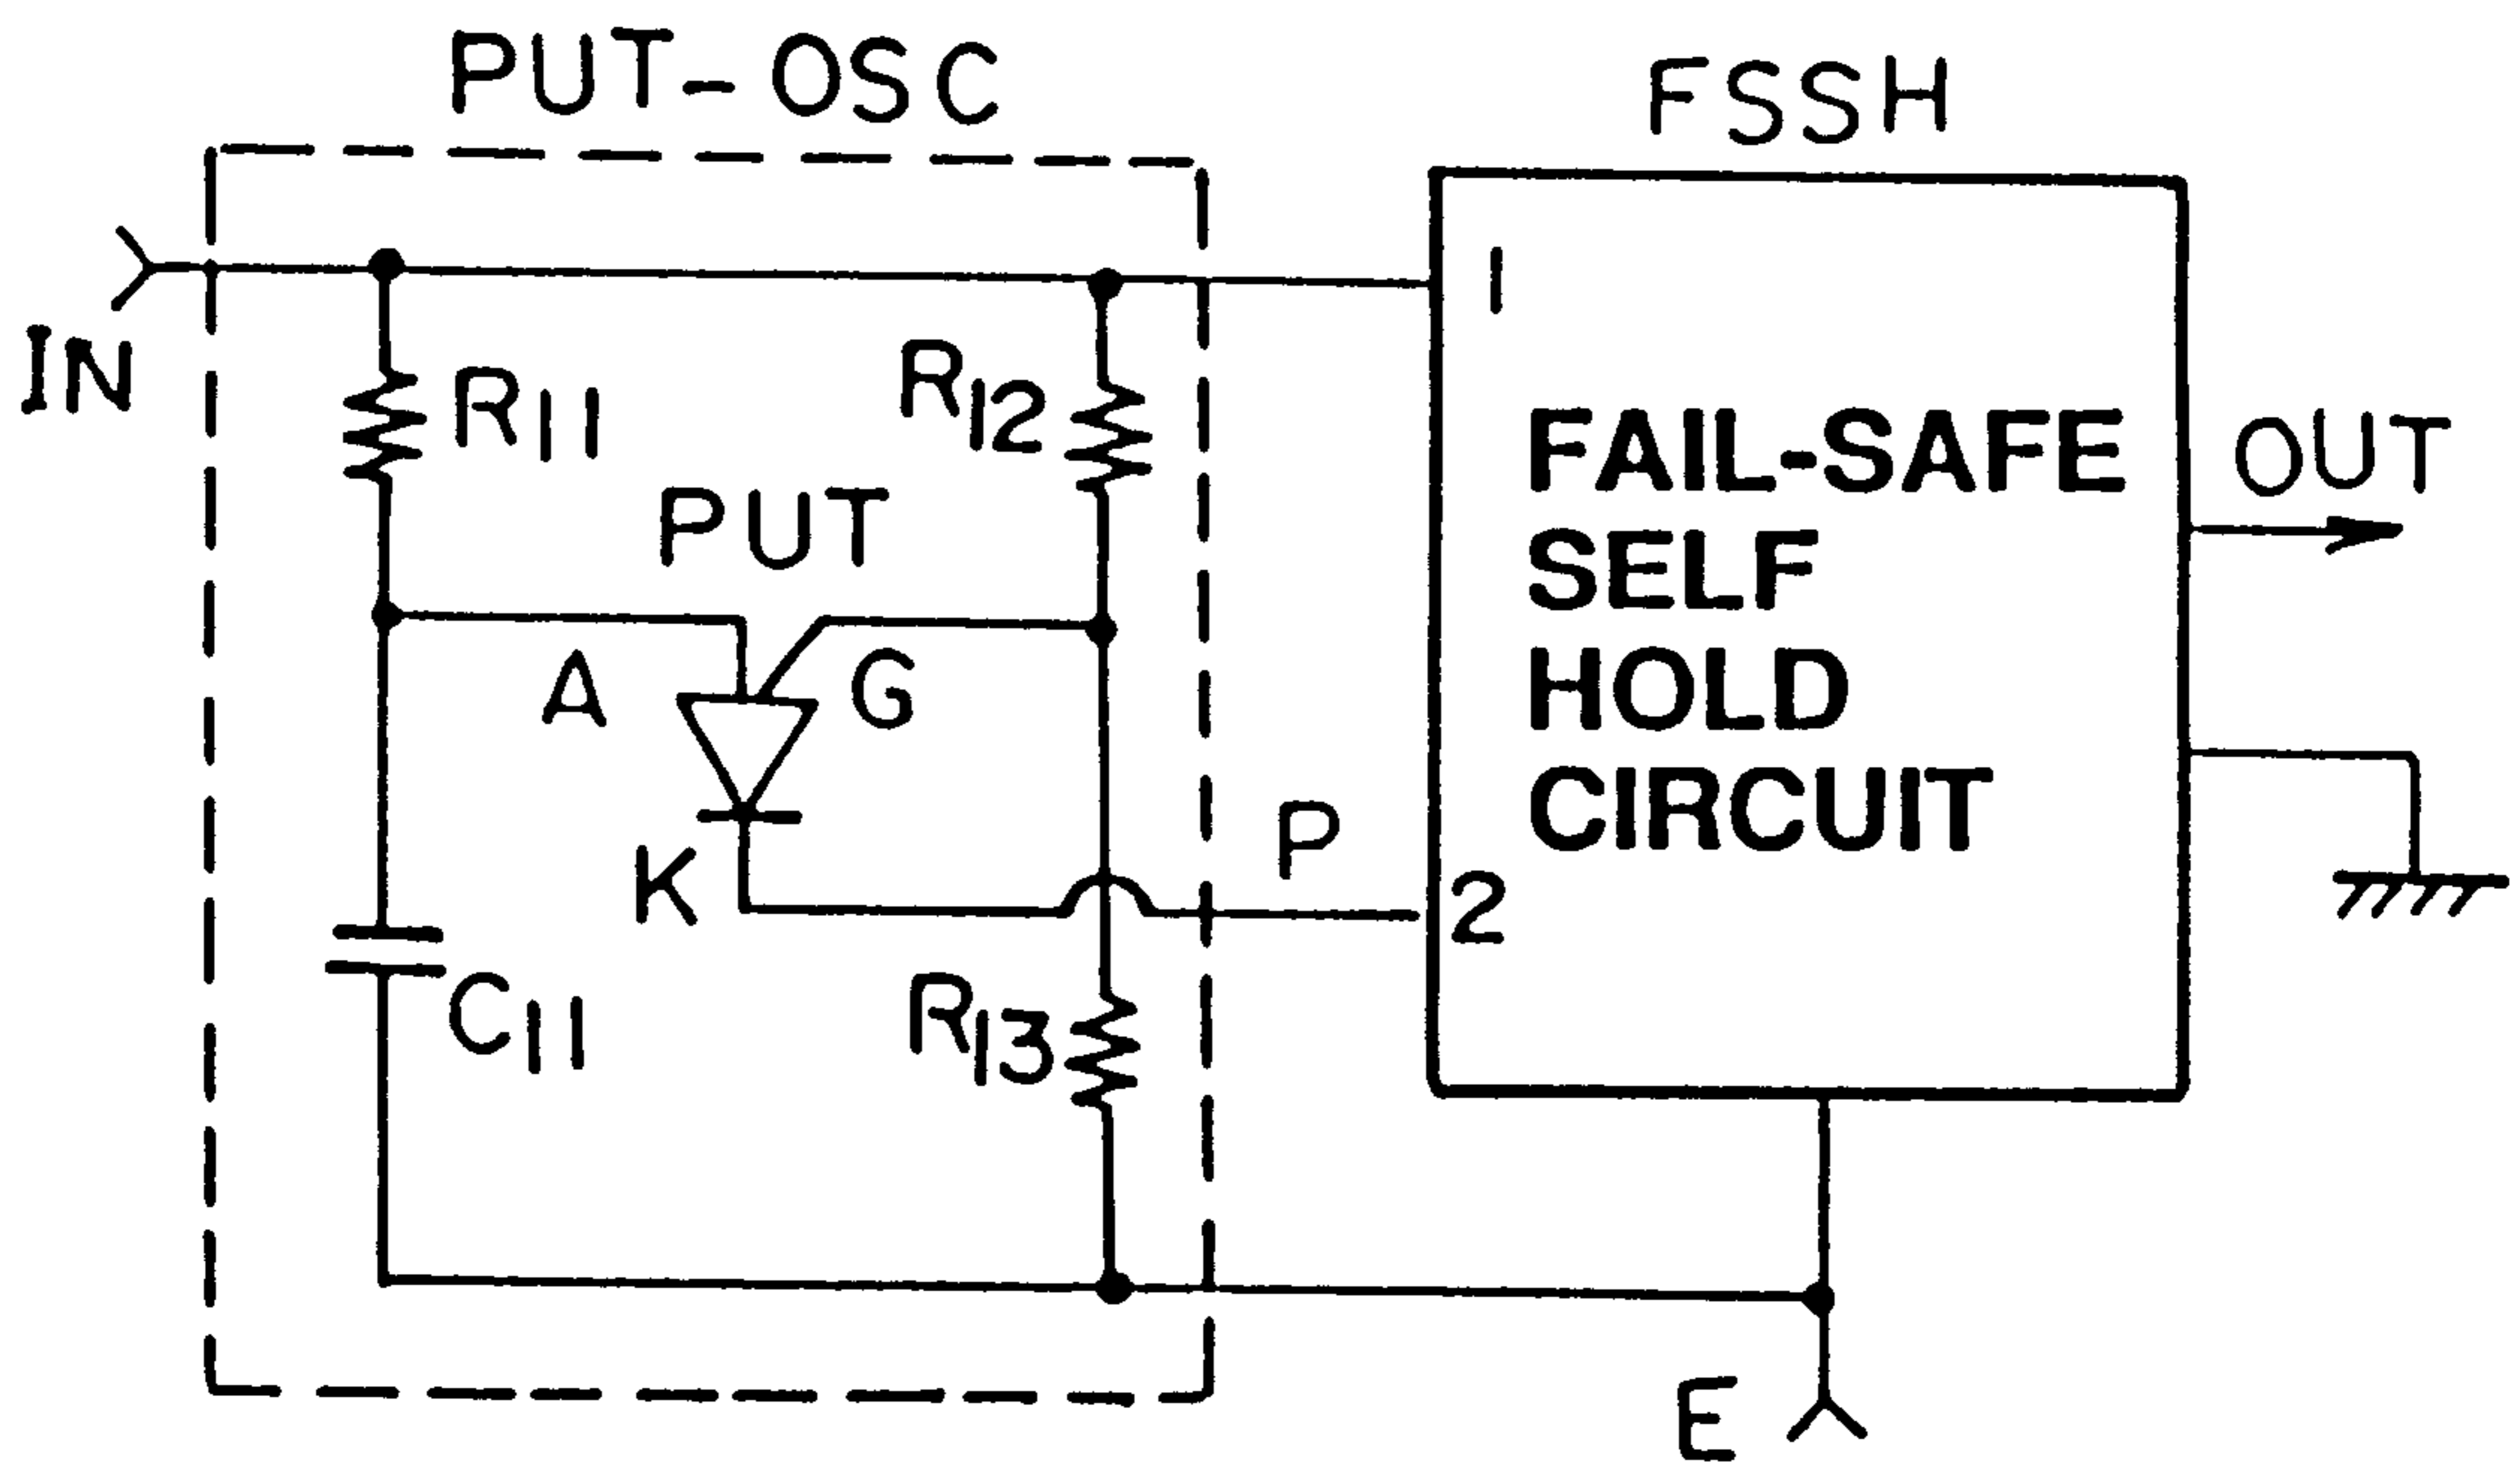 PUT-OSC
FSSH
IN
1
R11
R12
PUT
A
G
K
P
2
C11
R13
FAIL-SAFE
SELF
HOLD
CIRCUIT
OUT
E